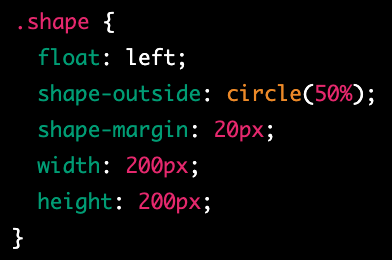 .shape {
  float: left;
  shape-outside: circle(50%);
  shape-margin: 20px;
  width: 200px;
  height: 200px;
}